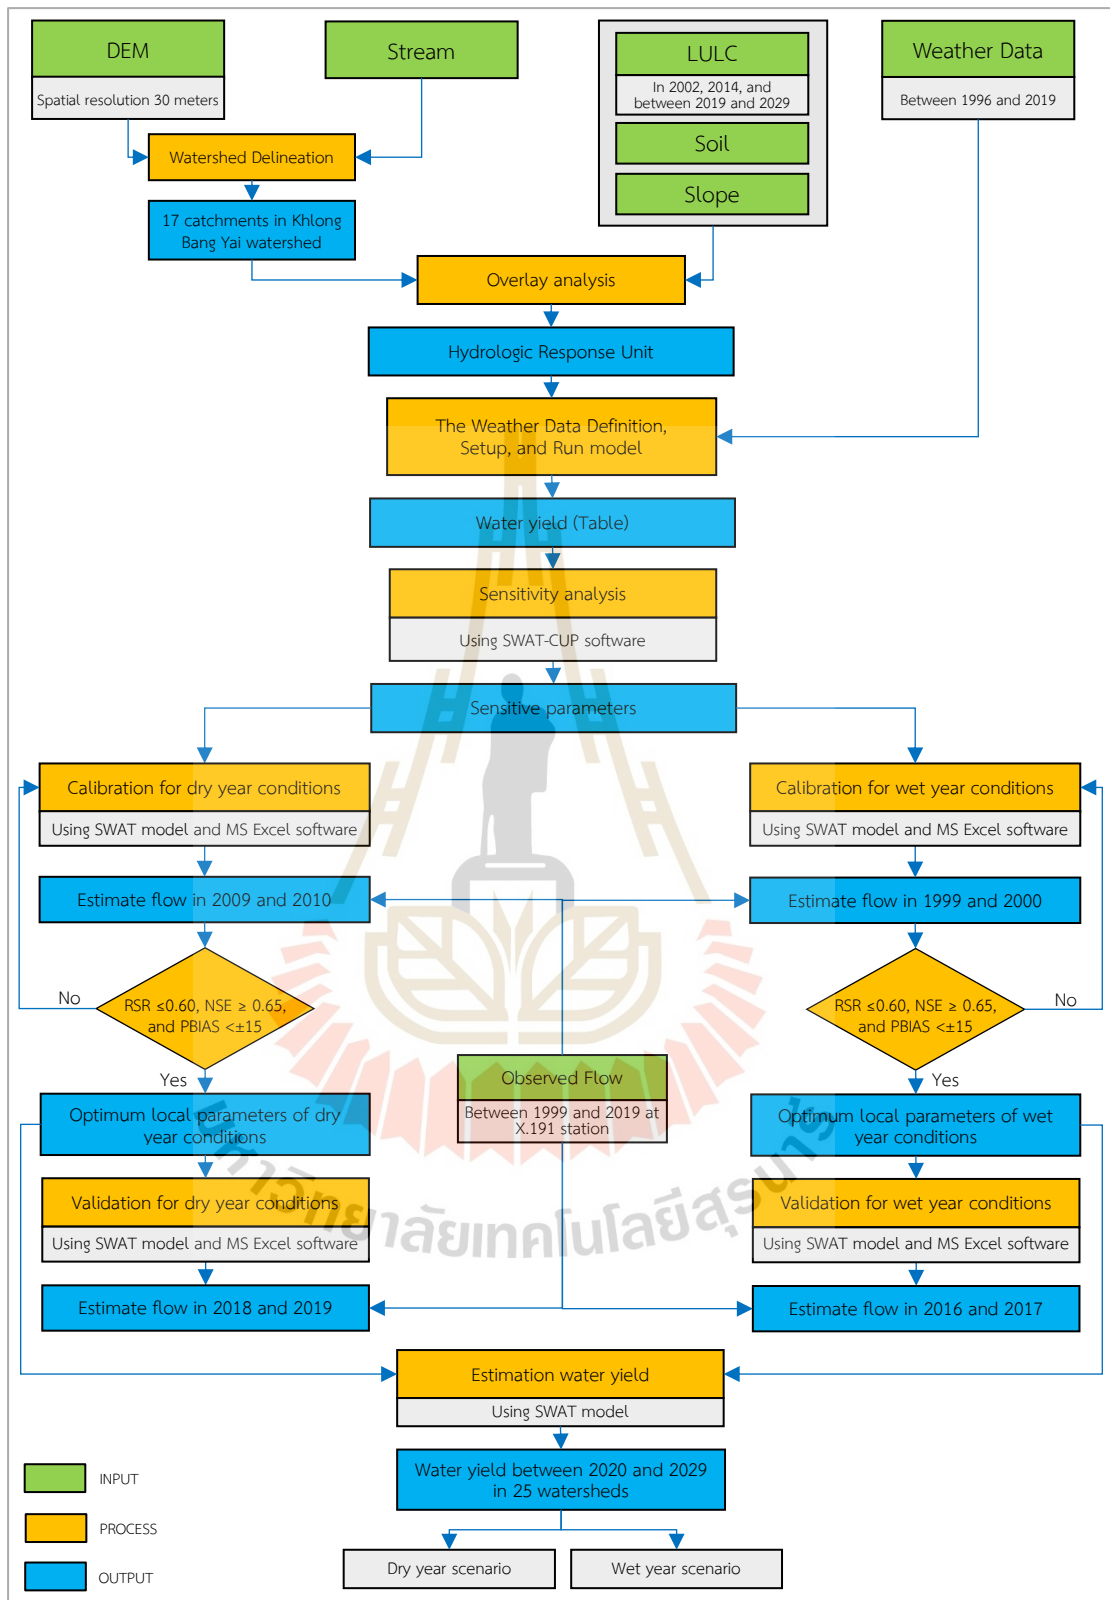 DEM
Spatial resolution 30 meters
Stream
LULC
In 2002, 2014, and
between 2019 and 2029
Soil
Slope
Weather Data
Between 1996 and 2019
Watershed Delineation
17 catchments in Khlong
Bang Yai watershed
Overlay analysis
Hydrologic Response Unit
The Weather Data Definition,
Setup, and Run model
Water yield (Table)
Sensitivity analysis
Using SWAT-CUP software
Sensitive parameters
Calibration for dry year conditions
Using SWAT model and MS Excel software
Calibration for wet year conditions
Using SWAT model and MS Excel software
Estimate flow in 2009 and 2010
Estimate flow in 1999 and 2000
No
RSR ≤0.60, NSE ≥ 0.65,
and PBIAS <±15
Yes
RSR ≤0.60, NSE ≥ 0.65,
and PBIAS <±15
No
Yes
Observed Flow
Between 1999 and 2019 at
X.191 station
Optimum local parameters of dry
year conditions
Optimum local parameters of wet
year conditions
Validation for dry year conditions
Using SWAT model and MS Excel software
Validation for wet year conditions
Using SWAT model and MS Excel software
มหาวิทยาลัยเทคโนโลยีสุรนารี
Estimate flow in 2018 and 2019
Estimate flow in 2016 and 2017
Estimation water yield
Using SWAT model
Water yield between 2020 and 2029
in 25 watersheds
Dry year scenario
Wet year scenario
INPUT
PROCESS
OUTPUT